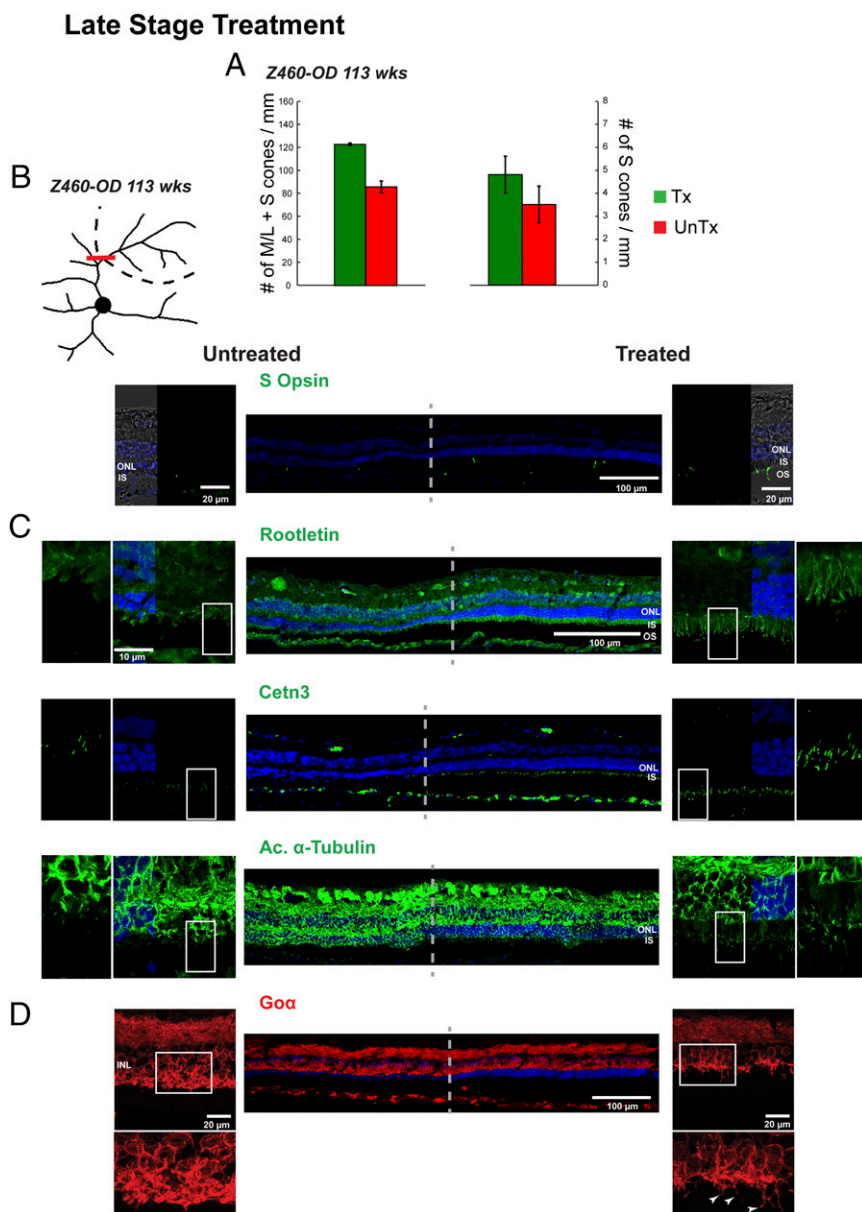 Late Stage Treatment
A
Z460-OD 113 wks
# of M/L + S cones / mm
160
140
120
100
80
60
40
20
0
8
7
6
5
4
3
2
1
0
# of S cones / mm
Tx
UnTx
B
Z460-OD 113 wks
Untreated
Treated
S Opsin
ONL
IS
20 µm
100 µm
ONL
IS
OS
20 µm
C
Rootletin
10 µm
ONL
IS
OS
100 µm
Cetn3
ONL
IS
Ac. α-Tubulin
ONL
IS
D
Goα
INL
20 µm
100 µm
20 µm